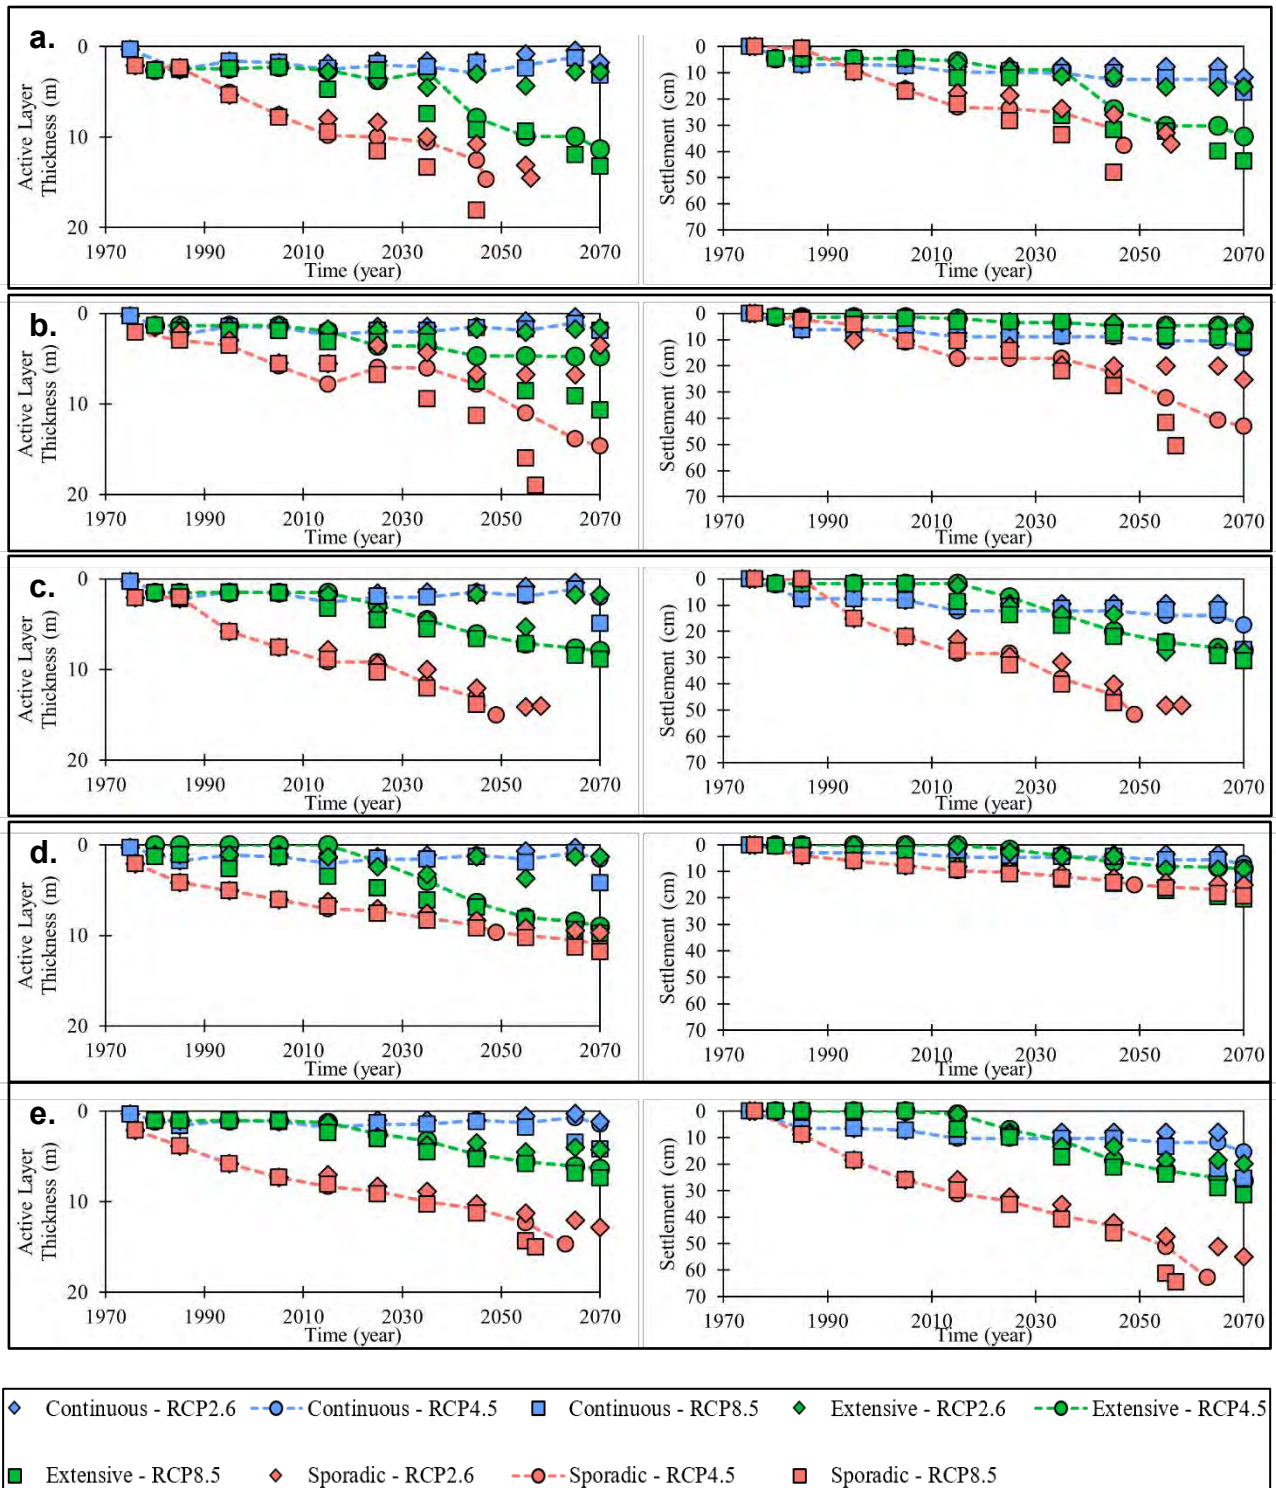 a.
Active Layer
Thickness (m)
0
10
20
1970 1990 2010 2030 2050 2070
Time (year)
Settlement (cm)
0
10
20
30
40
50
60
70
1970 1990 2010 2030 2050 2070
Time (year)
b.
Active Layer
Thickness (m)
0
10
20
1970 1990 2010 2030 2050 2070
Time (year)
Settlement (cm)
0
10
20
30
40
50
60
70
1970 1990 2010 2030 2050 2070
Time (year)
c.
Active Layer
Thickness (m)
0
10
20
1970 1990 2010 2030 2050 2070
Time (year)
Settlement (cm)
0
10
20
30
40
50
60
70
1970 1990 2010 2030 2050 2070
Time (year)
d.
Active Layer
Thickness (m)
0
10
20
1970 1990 2010 2030 2050 2070
Time (year)
Settlement (cm)
0
10
20
30
40
50
60
70
1970 1990 2010 2030 2050 2070
Time (year)
e.
Active Layer
Thickness (m)
0
10
20
1970 1990 2010 2030 2050 2070
Time (year)
Settlement (cm)
0
10
20
30
40
50
60
70
1970 1990 2010 2030 2050 2070
Time (year)
Continuous - RCP2.6 Continuous - RCP4.5 Continuous - RCP8.5 Extensive - RCP2.6 Extensive - RCP4.5
Extensive - RCP8.5 Sporadic - RCP2.6 Sporadic - RCP4.5 Sporadic - RCP8.5